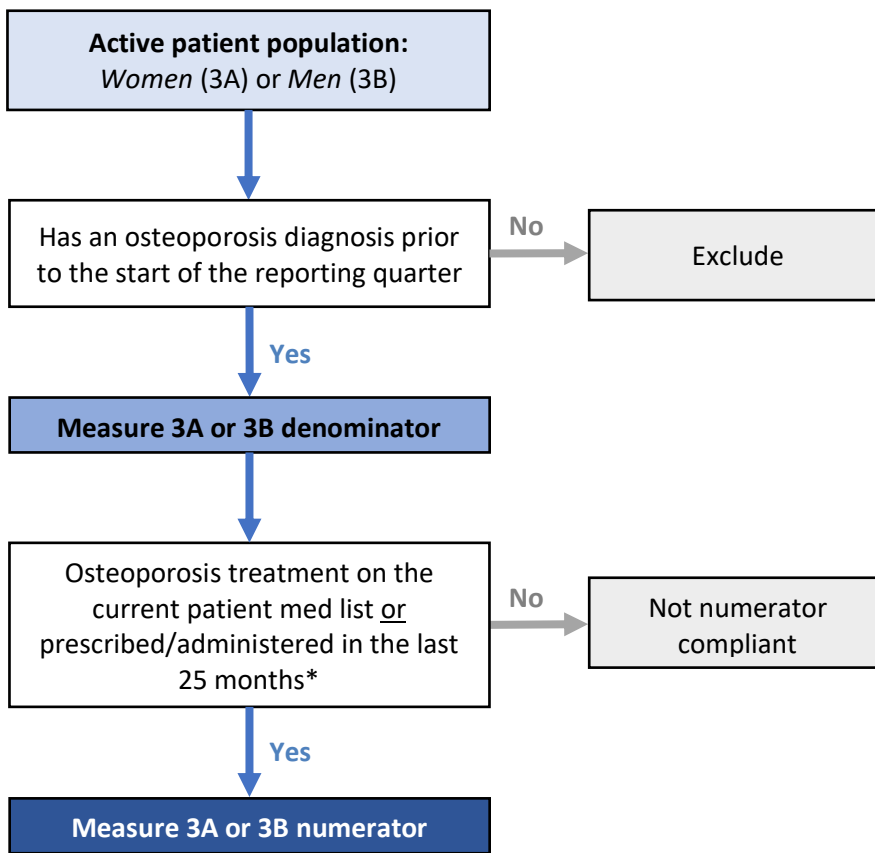 Active patient population:
Women (3A) or Men (3B)
Has an osteoporosis diagnosis prior
to the start of the reporting quarter
No
Exclude
Yes
Measure 3A or 3B denominator
Osteoporosis treatment on the
current patient med list or
prescribed/administered in the last
25 months*
No
Not numerator
compliant
Yes
Measure 3A or 3B numerator